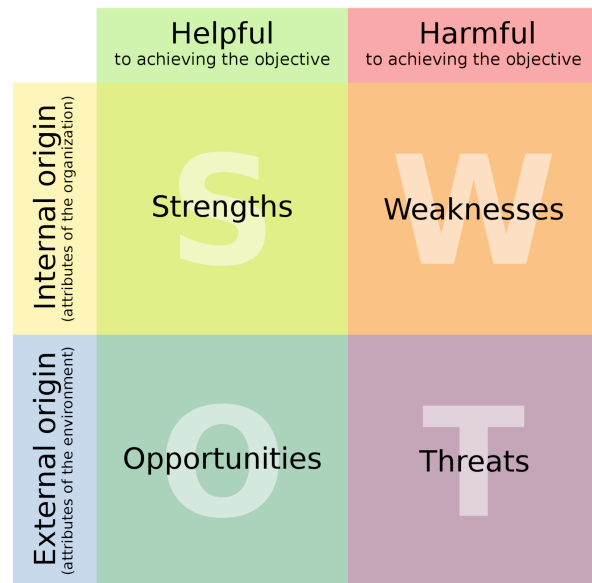 Helpful
to achieving the objective
Harmful
to achieving the objective
Internal origin
(attributes of the organization)
S
Strengths
W
Weaknesses
External origin
(attributes of the environment)
O
Opportunities
T
Threats